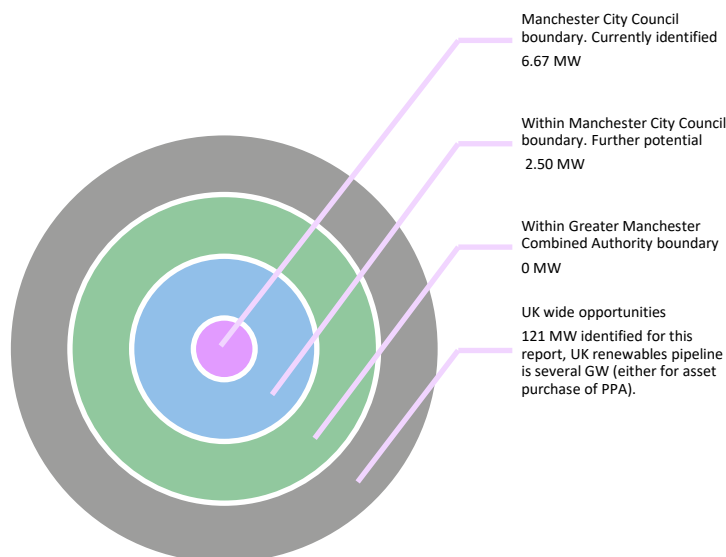 Manchester City Council
boundary. Currently identified
6.67 MW
Within Manchester City Council
boundary. Further potential
2.50 MW
Within Greater Manchester
Combined Authority boundary
0 MW
UK wide opportunities
121 MW identified for this
report, UK renewables pipeline
is several GW (either for asset
purchase of PPA).